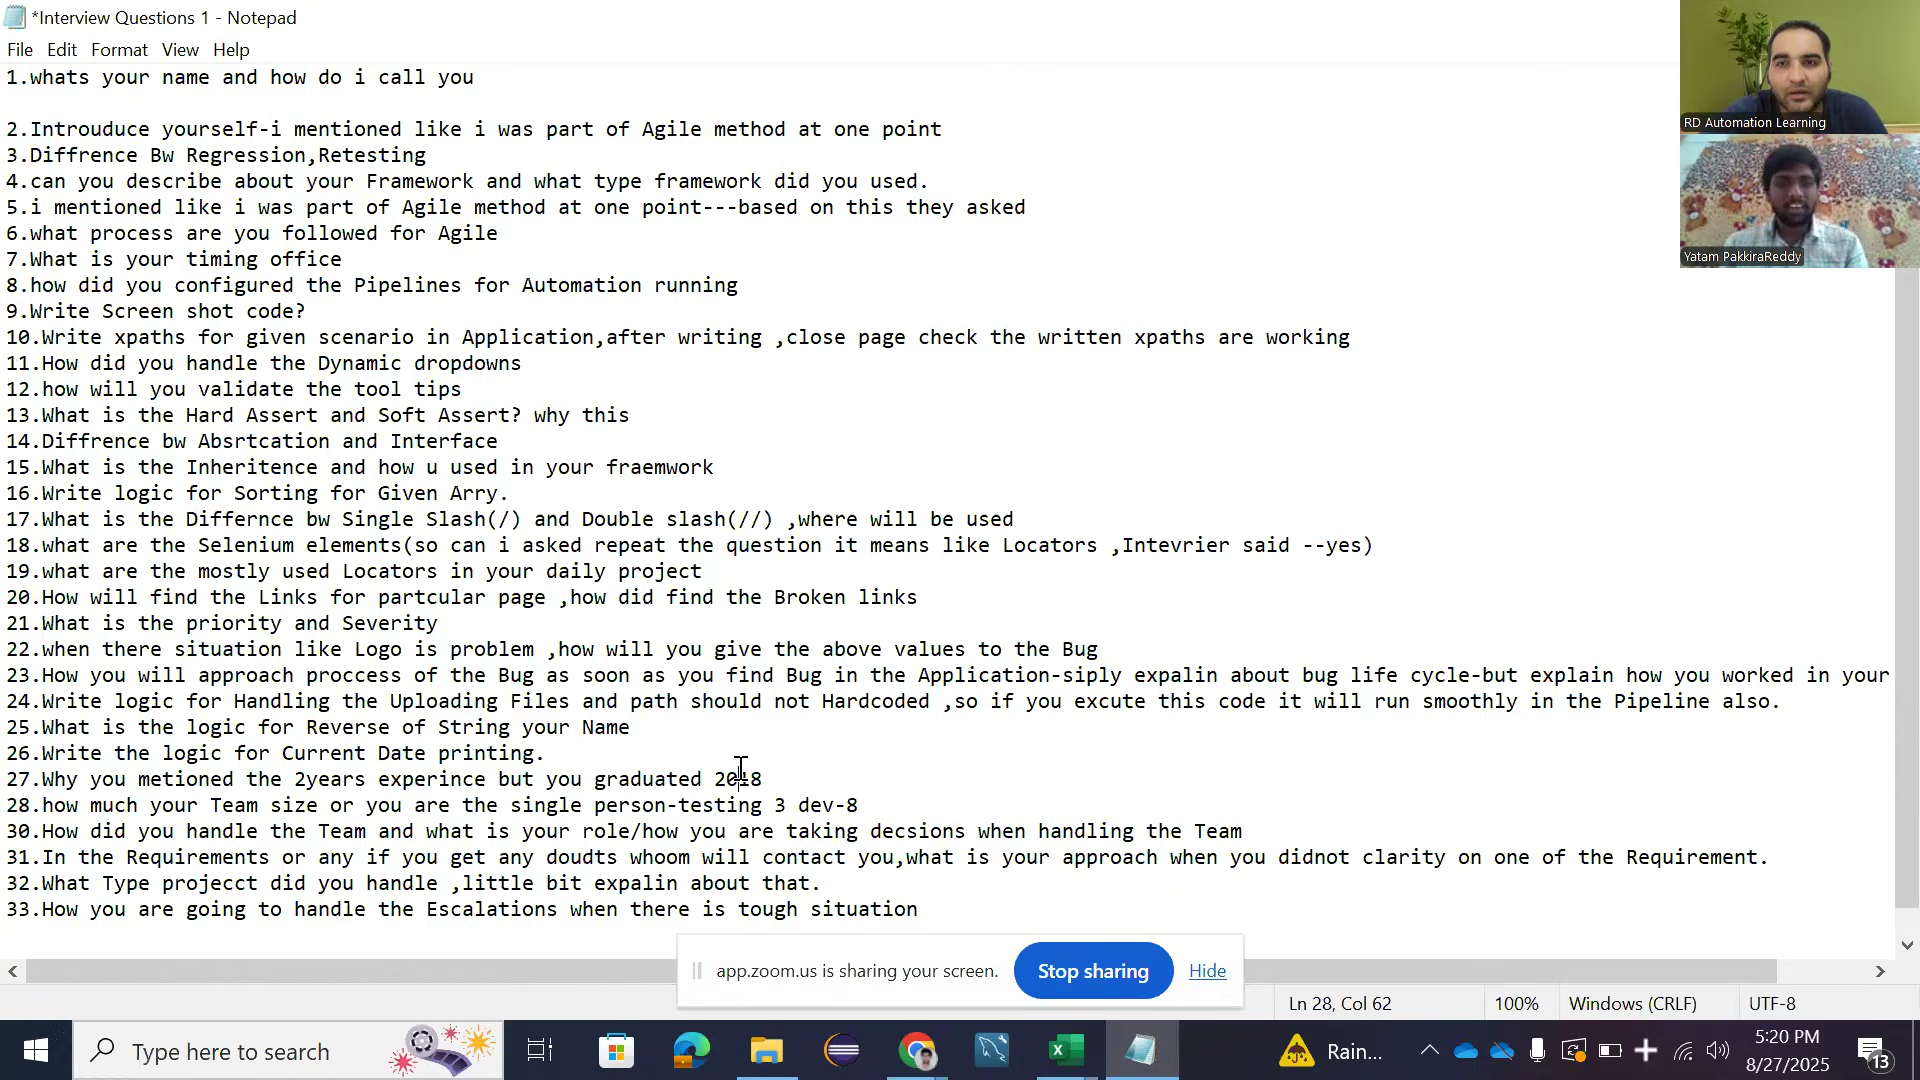 *Interview Questions 1 - Notepad
File Edit Format View Help
1.whats your name and how do i call you
2.Introuduce yourself-i mentioned like i was part of Agile method at one point
3.Diffrence Bw Regression,Retesting
4.can you describe about your Framework and what type framework did you used.
5.i mentioned like i was part of Agile method at one point---based on this they asked
6.what process are you followed for Agile
7.What is your timing office
8.how did you configured the Pipelines for Automation running
9.Write Screen shot code?
10.Write xpaths for given scenario in Application,after writing ,close page check the written xpaths are working
11.How did you handle the Dynamic dropdowns
12.how will you validate the tool tips
13.What is the Hard Assert and Soft Assert? why this
14.Diffrence bw Absrtcation and Interface
15.What is the Inheritence and how u used in your fraemwork
16.Write logic for Sorting for Given Arry.
17.What is the Differnce bw Single Slash(/) and Double slash(//) ,where will be used
18.what are the Selenium elements(so can i asked repeat the question it means like Locators ,Intevrier said --yes)
19.what are the mostly used Locators in your daily project
20.How will find the Links for partcular page ,how did find the Broken links
21.What is the priority and Severity
22.when there situation like Logo is problem ,how will you give the above values to the Bug
23.How you will approach proccess of the Bug as soon as you find Bug in the Application-siply expalin about bug life cycle-but explain how you worked in your
24.Write logic for Handling the Uploading Files and path should not Hardcoded ,so if you excute this code it will run smoothly in the Pipeline also.
25.What is the logic for Reverse of String your Name
26.Write the logic for Current Date printing.
27.Why you metioned the 2years experince but you graduated 2018
28.how much your Team size or you are the single person-testing 3 dev-8
30.How did you handle the Team and what is your role/how you are taking decsions when handling the Team
31.In the Requirements or any if you get any doudts whoom will contact you,what is your approach when you didnot clarity on one of the Requirement.
32.What Type projecct did you handle ,little bit expalin about that.
33.How you are going to handle the Escalations when there is tough situation
RD Automation Learning
Yatam PakkiraReddy
app.zoom.us is sharing your screen. Stop sharing Hide
Ln 28, Col 62 100% Windows (CRLF) UTF-8
Type here to search
Rain...
5:20 PM
8/27/2025
13